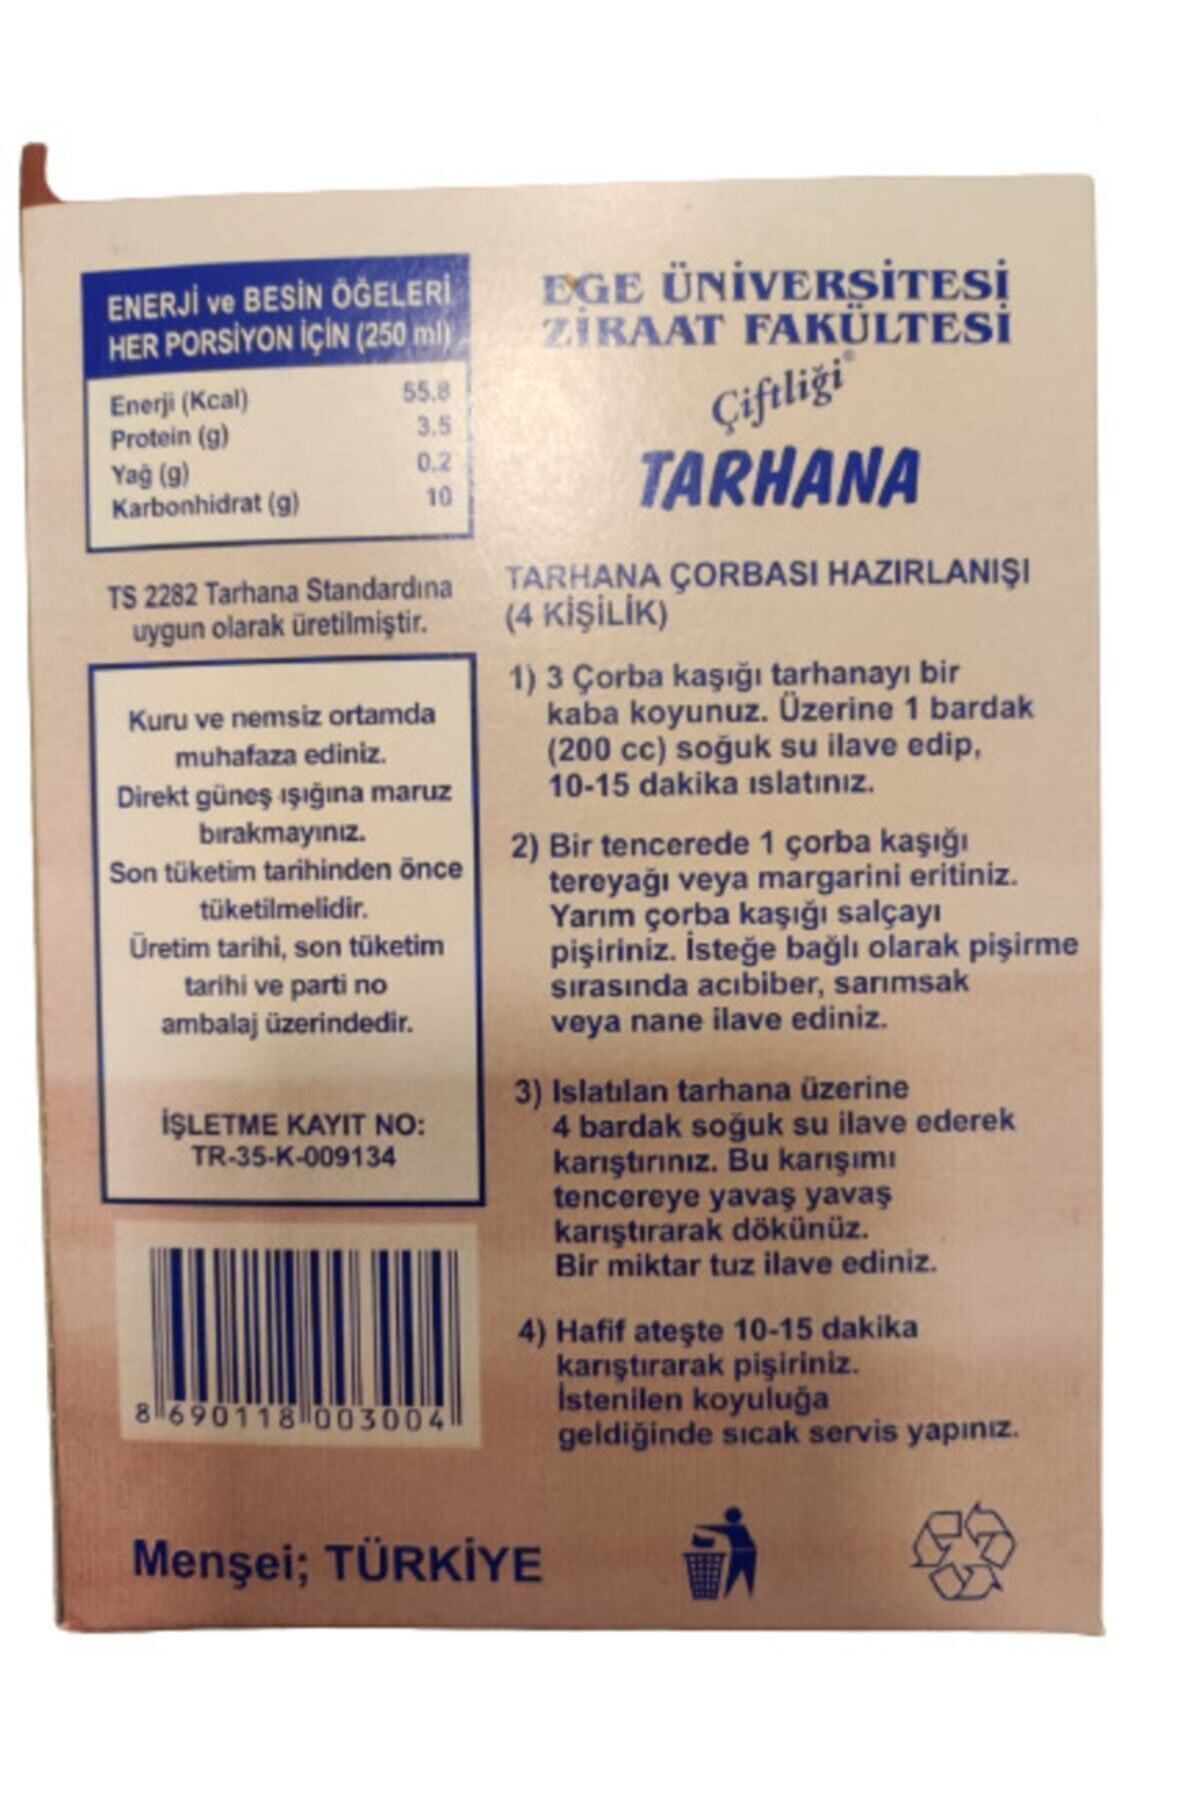 ENERJİ ve BESİN ÖĞELERİ
HER PORSİYON İÇİN (250 ml)
Enerji (Kcal) 55.8
Protein (g) 3.5
Yağ (g) 0.2
Karbonhidrat (g) 10
TS 2282 Tarhana Standardına
uygun olarak üretilmiştir.
Kuru ve nemsiz ortamda
muhafaza ediniz.
Direkt güneş ışığına maruz
bırakmayınız.
Son tüketim tarihinden önce
tüketilmelidir.
Üretim tarihi, son tüketim
tarihi ve parti no
ambalaj üzerindedir.
İŞLETME KAYIT NO:
TR-35-K-009134
8 690118 003004
EGE ÜNİVERSİTESİ
ZİRAAT FAKÜLTESİ
Çiftliği®
TARHANA
TARHANA ÇORBASI HAZIRLANIŞI
(4 KİŞİLİK)
1) 3 Çorba kaşığı tarhanayı bir
kaba koyunuz. Üzerine 1 bardak
(200 cc) soğuk su ilave edip,
10-15 dakika ıslatınız.
2) Bir tencerede 1 çorba kaşığı
tereyağı veya margarini eritiniz.
Yarım çorba kaşığı salçayı
pişiriniz. İsteğe bağlı olarak pişirme
sırasında acıbiber, sarımsak
veya nane ilave ediniz.
3) Islatılan tarhana üzerine
4 bardak soğuk su ilave ederek
karıştırınız. Bu karışımı
tencereye yavaş yavaş
karıştırarak dökünüz.
Bir miktar tuz ilave ediniz.
4) Hafif ateşte 10-15 dakika
karıştırarak pişiriniz.
İstenilen koyuluğa
geldiğinde sıcak servis yapınız.
Menşei; TÜRKİYE